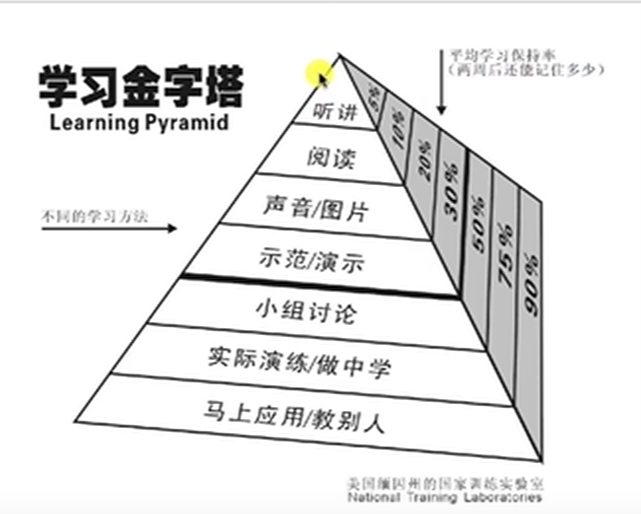 学习金字塔
Learning Pyramid
平均学习保持率
（两周后还能记住多少）
不同的学习方法
听讲
5%
阅读
10%
声音/图片
20%
示范/演示
30%
小组讨论
50%
实际演练/做中学
75%
马上应用/教别人
90%
美国缅因州的国家训练实验室
National Training Laboratories